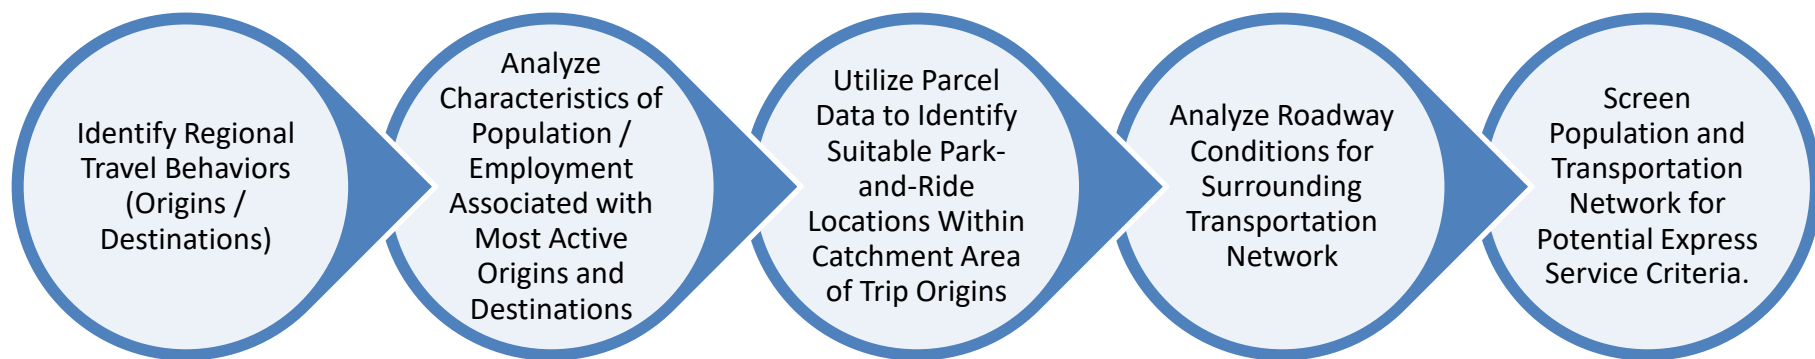 Identify Regional
Travel Behaviors
(Origins /
Destinations)
Analyze
Characteristics of
Population /
Employment
Associated with
Most Active
Origins and
Destinations
Utilize Parcel
Data to Identify
Suitable Park-
and-Ride
Locations Within
Catchment Area
of Trip Origins
Analyze Roadway
Conditions for
Surrounding
Transportation
Network
Screen
Population and
Transportation
Network for
Potential Express
Service Criteria.